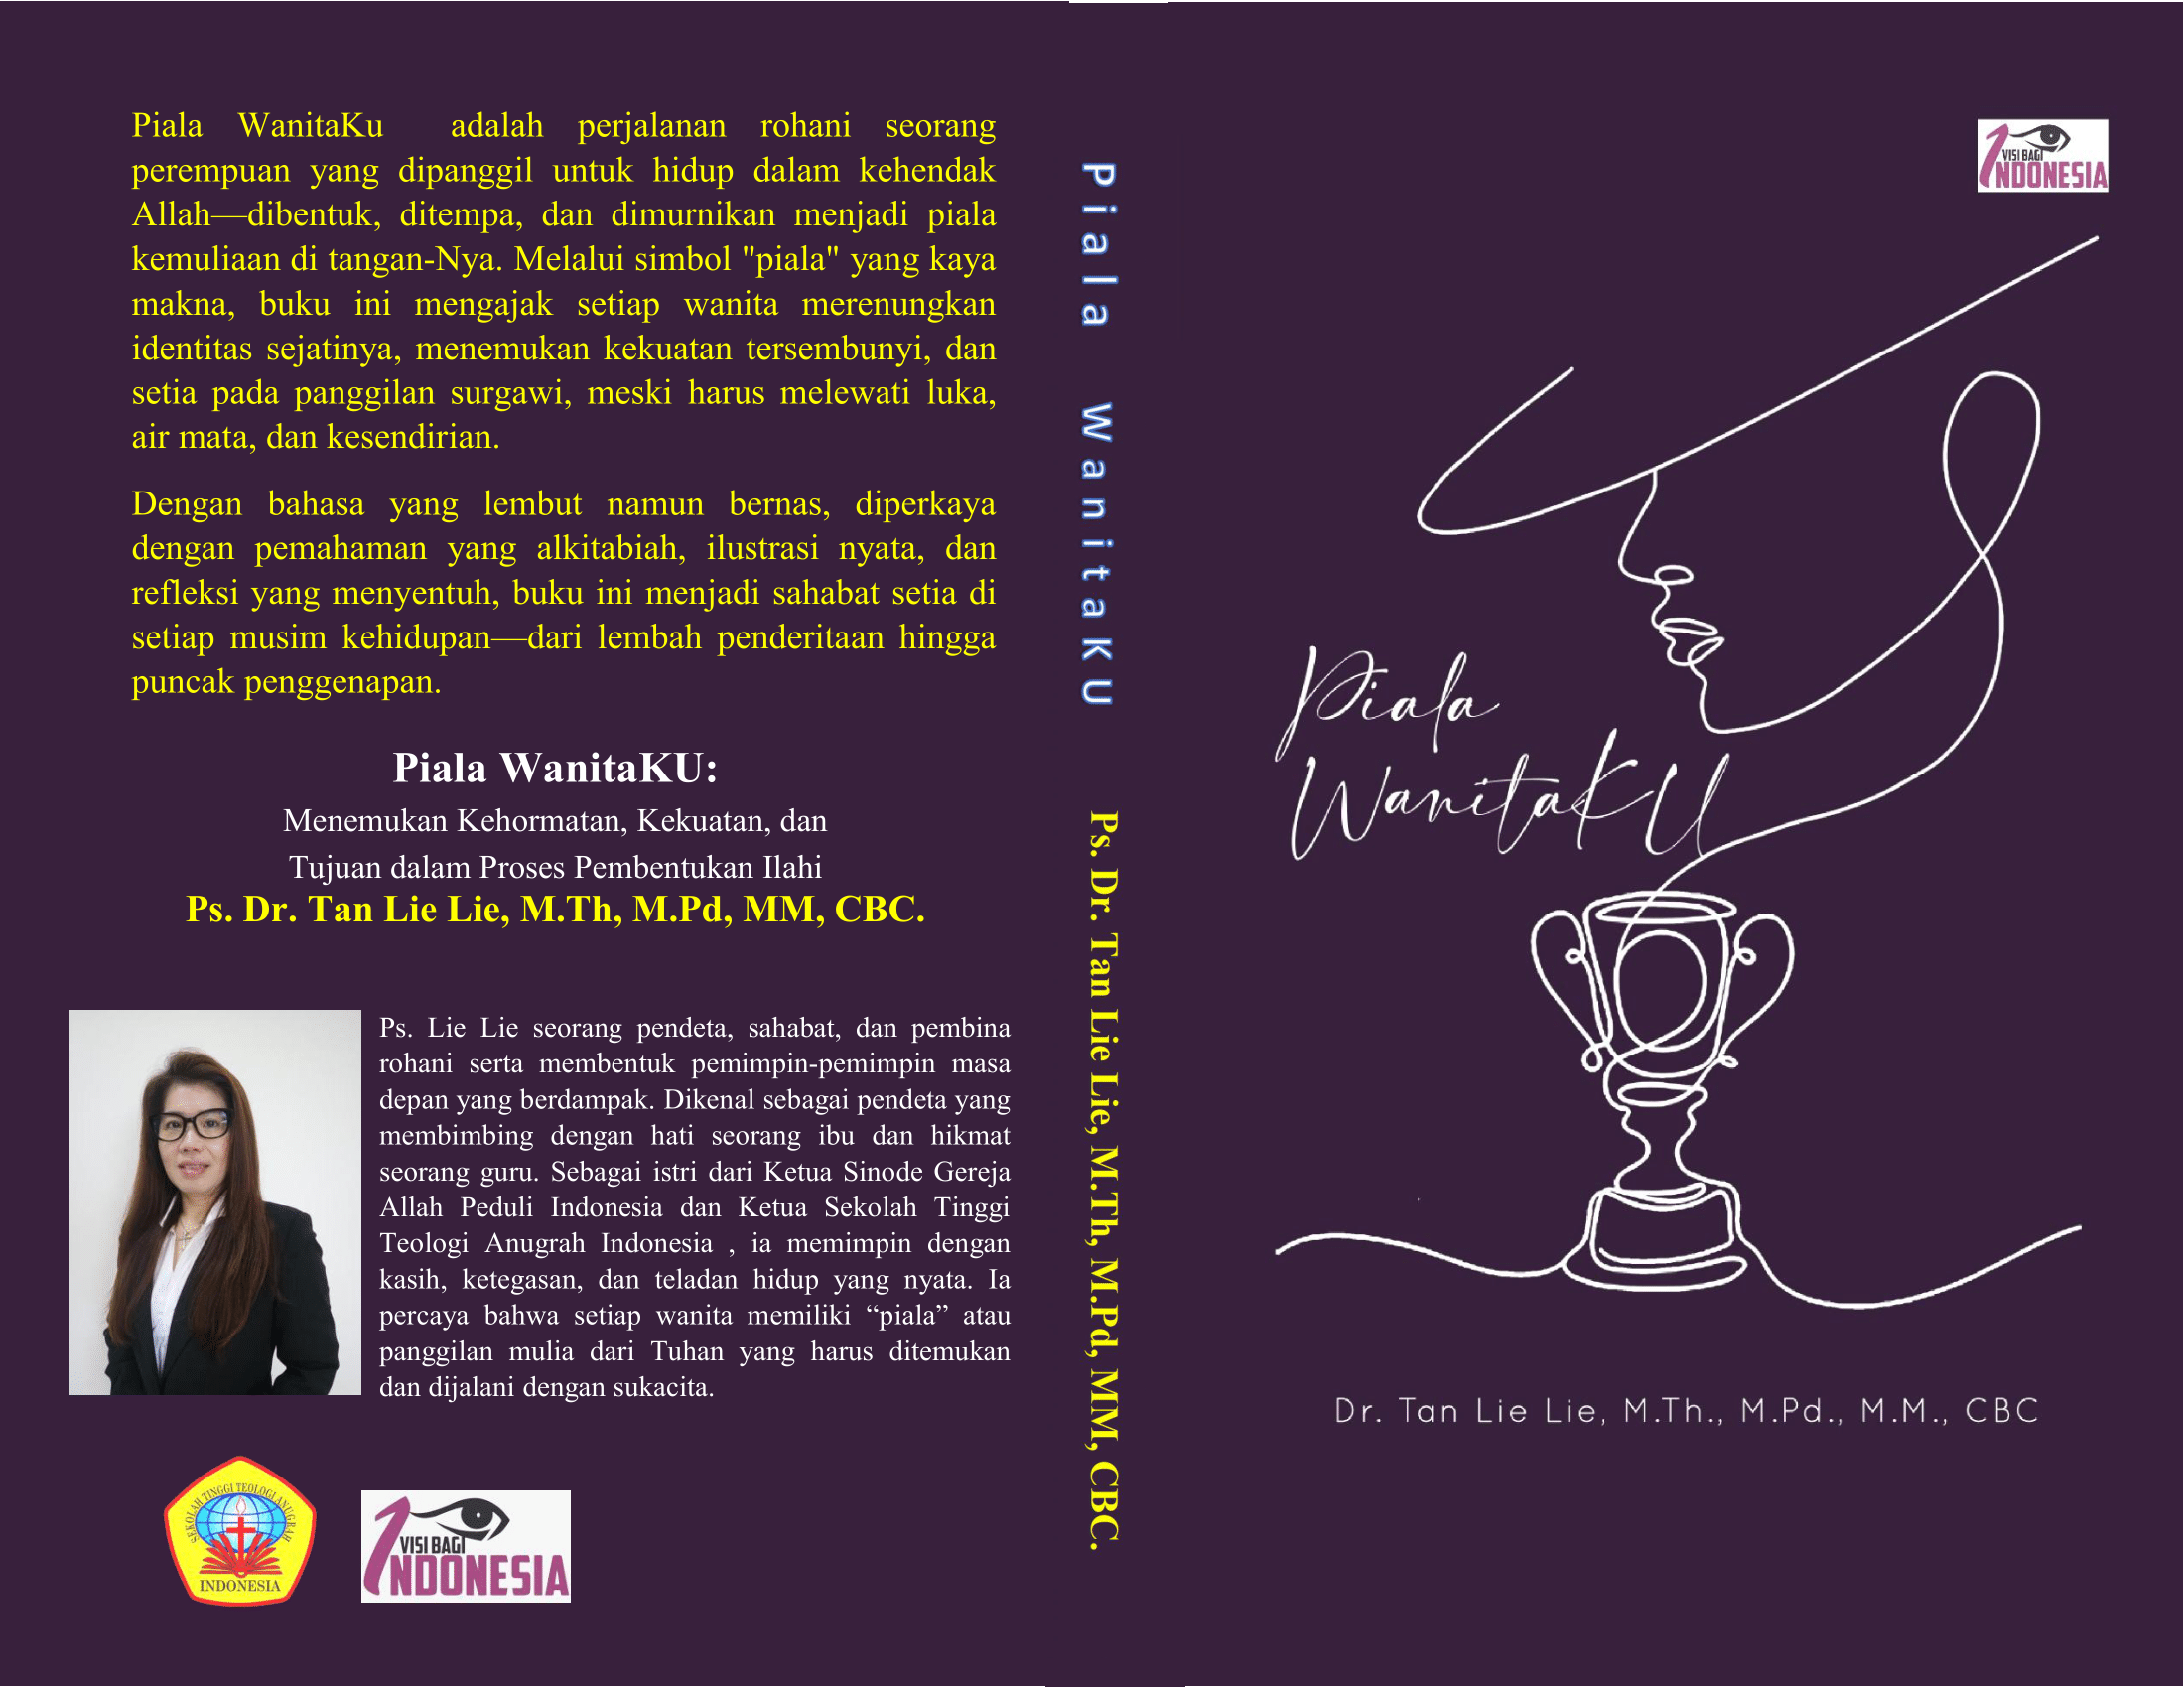 Piala WanitaKu adalah perjalanan rohani seorang
perempuan yang dipanggil untuk hidup dalam kehendak
Allah—dibentuk, ditempa, dan dimurnikan menjadi piala
kemuliaan di tangan-Nya. Melalui simbol "piala" yang kaya
makna, buku ini mengajak setiap wanita merenungkan
identitas sejatinya, menemukan kekuatan tersembunyi, dan
setia pada panggilan surgawi, meski harus melewati luka,
air mata, dan kesendirian.
Dengan bahasa yang lembut namun bernas, diperkaya
dengan pemahaman yang alkitabiah, ilustrasi nyata, dan
refleksi yang menyentuh, buku ini menjadi sahabat setia di
setiap musim kehidupan—dari lembah penderitaan hingga
puncak penggenapan.
Piala WanitaKU:
Menemukan Kehormatan, Kekuatan, dan
Tujuan dalam Proses Pembentukan Ilahi
Ps. Dr. Tan Lie Lie, M.Th, M.Pd, MM, CBC.
Ps. Lie Lie seorang pendeta, sahabat, dan pembina
rohani serta membentuk pemimpin-pemimpin masa
depan yang berdampak. Dikenal sebagai pendeta yang
membimbing dengan hati seorang ibu dan hikmat
seorang guru. Sebagai istri dari Ketua Sinode Gereja
Allah Peduli Indonesia dan Ketua Sekolah Tinggi
Teologi Anugrah Indonesia , ia memimpin dengan
kasih, ketegasan, dan teladan hidup yang nyata. Ia
percaya bahwa setiap wanita memiliki “piala” atau
panggilan mulia dari Tuhan yang harus ditemukan
dan dijalani dengan sukacita.
SEKOLAH TINGGI TEOLOGI ANUGRAH
INDONESIA
1 VISI BAGI
INDONESIA
Piala WanitaKU
Ps. Dr. Tan Lie Lie, M.Th, M.Pd, MM, CBC.
1 VISI BAGI
INDONESIA
Piala
WanitaKU
Dr. Tan Lie Lie, M.Th., M.Pd., M.M., CBC